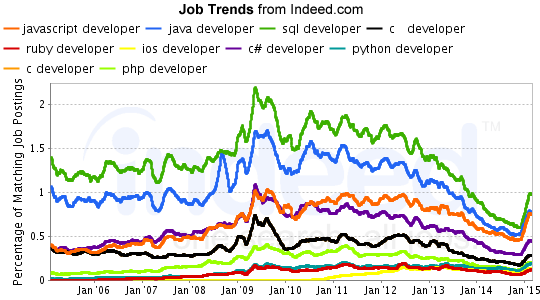 Job Trends from Indeed.com
javascript developer java developer sql developer c developer
ruby developer ios developer c# developer python developer
c developer php developer
Percentage of Matching Job Postings
2
1.5
1
0.5
0
indeed
TM
Jan'06 Jan'07 Jan'08 Jan'09 Jan'10 Jan'11 Jan'12 Jan'13 Jan'14 Jan'15